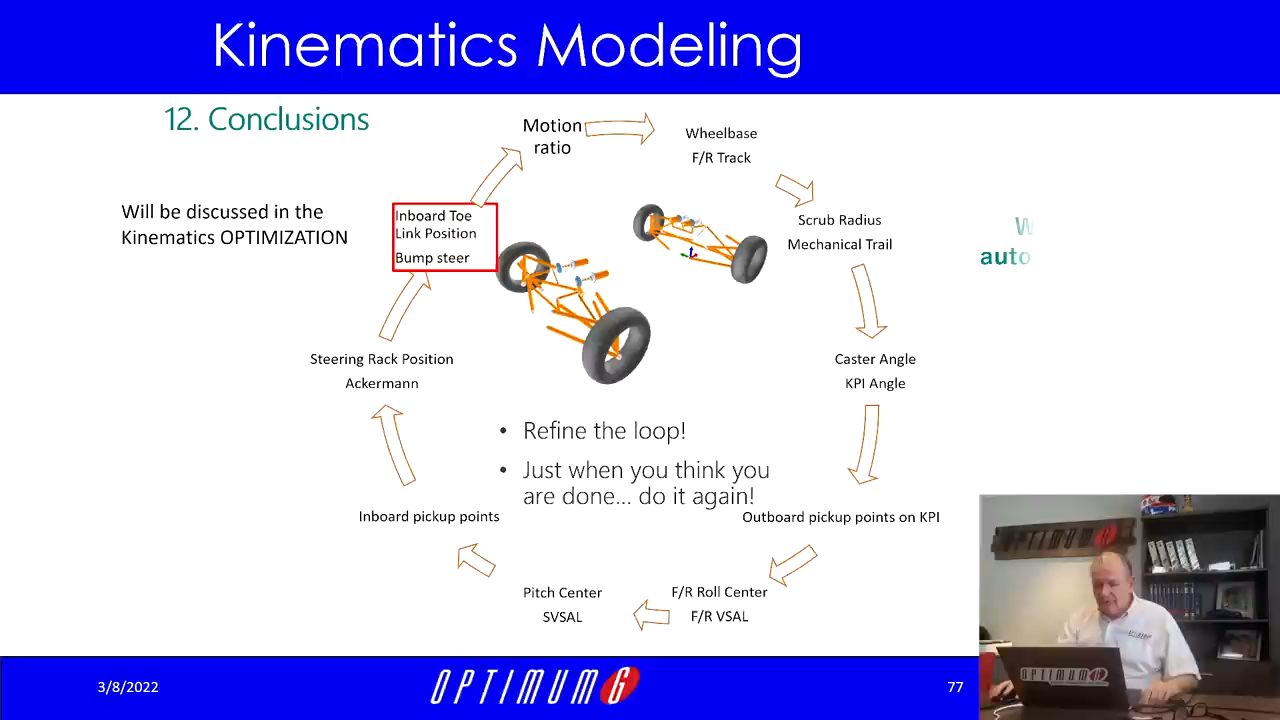 Kinematics Modeling
12. Conclusions
Motion
ratio
Wheelbase
F/R Track
Scrub Radius
Mechanical Trail
Caster Angle
KPI Angle
Outboard pickup points on KPI
F/R Roll Center
F/R VSAL
Pitch Center
SVSAL
Inboard pickup points
Steering Rack Position
Ackermann
Inboard Toe
Link Position
Bump steer
Will be discussed in the
Kinematics OPTIMIZATION
• Refine the loop!
• Just when you think you
are done... do it again!
W
auto
3/8/2022
OPTIMUMG
77
OPTIMUMG
OPTIMUMG